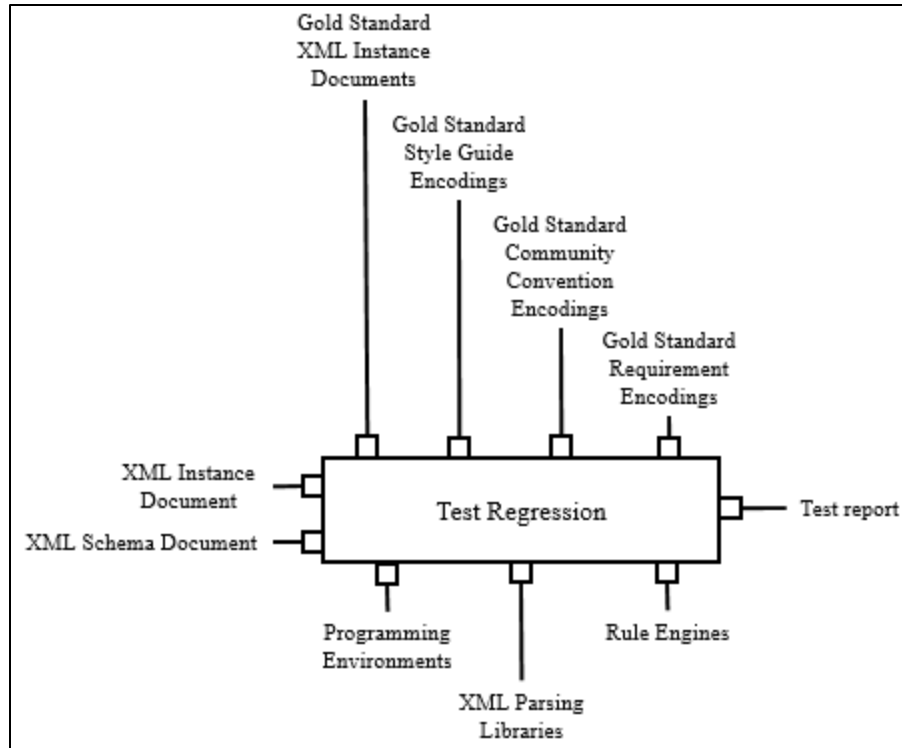 Gold Standard
XML Instance
Documents
Gold Standard
Style Guide
Encodings
Gold Standard
Community
Convention
Encodings
Gold Standard
Requirement
Encodings
XML Instance
Document
XML Schema Document
Test Regression
Test report
Programming
Environments
XML Parsing
Libraries
Rule Engines